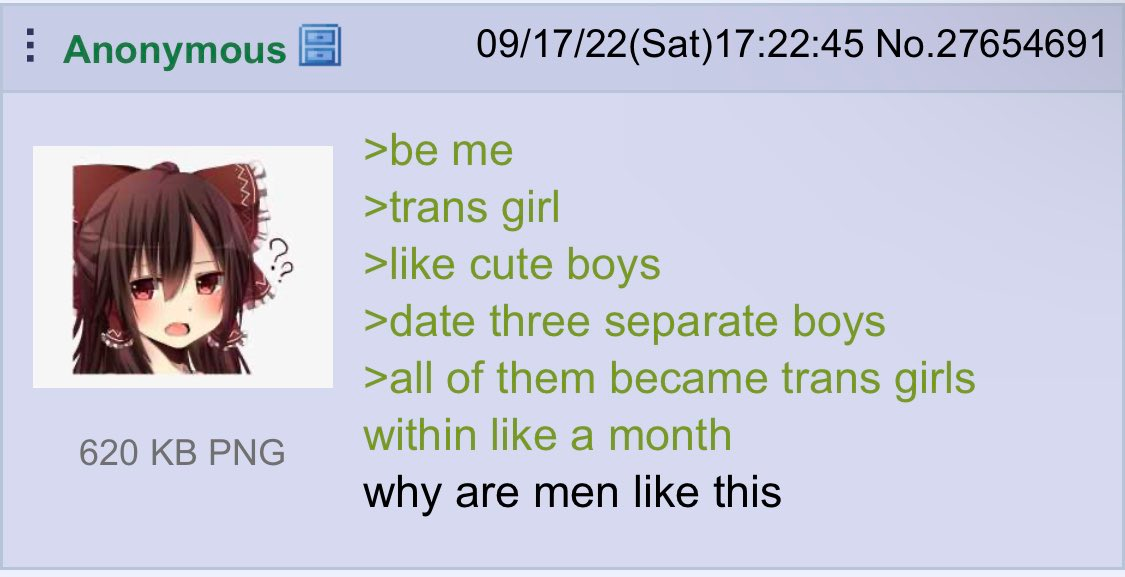 Anonymous 09/17/22(Sat)17:22:45 No.27654691
>be me
>trans girl
>like cute boys
>date three separate boys
>all of them became trans girls
within like a month
why are men like this
??
620 KB PNG